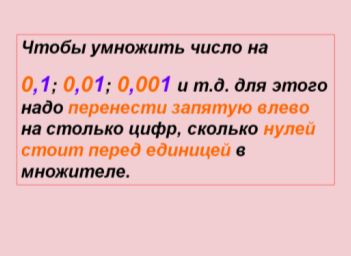 Чтобы умножить число на
0,1; 0,01; 0,001 и т.д. для этого
надо перенести запятую влево
на столько цифр, сколько нулей
стоит перед единицей в
множителе.